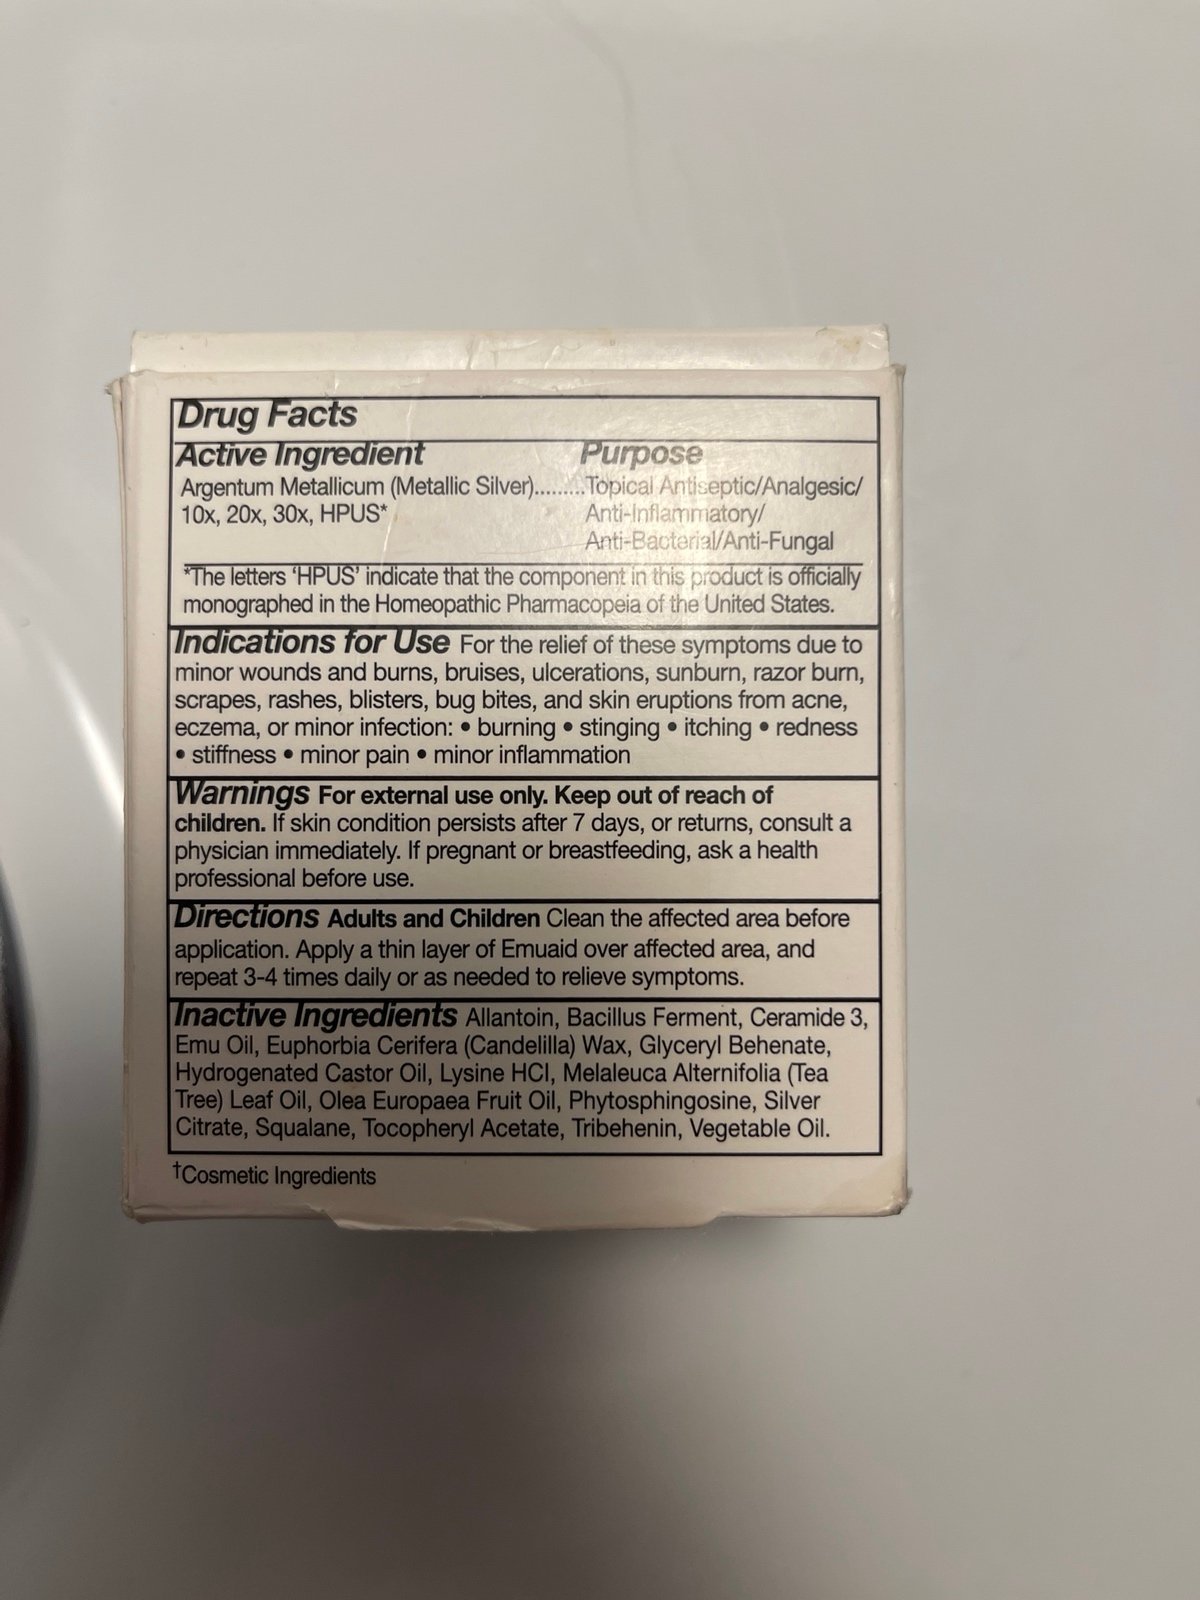 Drug Facts
Active Ingredient Purpose
Argentum Metallicum (Metallic Silver).........Topical Antiseptic/Analgesic/
10x, 20x, 30x, HPUS* Anti-Inflammatory/
Anti-Bacterial/Anti-Fungal
*The letters ‘HPUS’ indicate that the component in this product is officially
monographed in the Homeopathic Pharmacopeia of the United States.
Indications for Use For the relief of these symptoms due to
minor wounds and burns, bruises, ulcerations, sunburn, razor burn,
scrapes, rashes, blisters, bug bites, and skin eruptions from acne,
eczema, or minor infection: • burning • stinging • itching • redness
• stiffness • minor pain • minor inflammation
Warnings For external use only. Keep out of reach of
children. If skin condition persists after 7 days, or returns, consult a
physician immediately. If pregnant or breastfeeding, ask a health
professional before use.
Directions Adults and Children Clean the affected area before
application. Apply a thin layer of Emuaid over affected area, and
repeat 3-4 times daily or as needed to relieve symptoms.
Inactive Ingredients Allantoin, Bacillus Ferment, Ceramide 3,
Emu Oil, Euphorbia Cerifera (Candelilla) Wax, Glyceryl Behenate,
Hydrogenated Castor Oil, Lysine HCI, Melaleuca Alternifolia (Tea
Tree) Leaf Oil, Olea Europaea Fruit Oil, Phytosphingosine, Silver
Citrate, Squalane, Tocopheryl Acetate, Tribehenin, Vegetable Oil.
†Cosmetic Ingredients